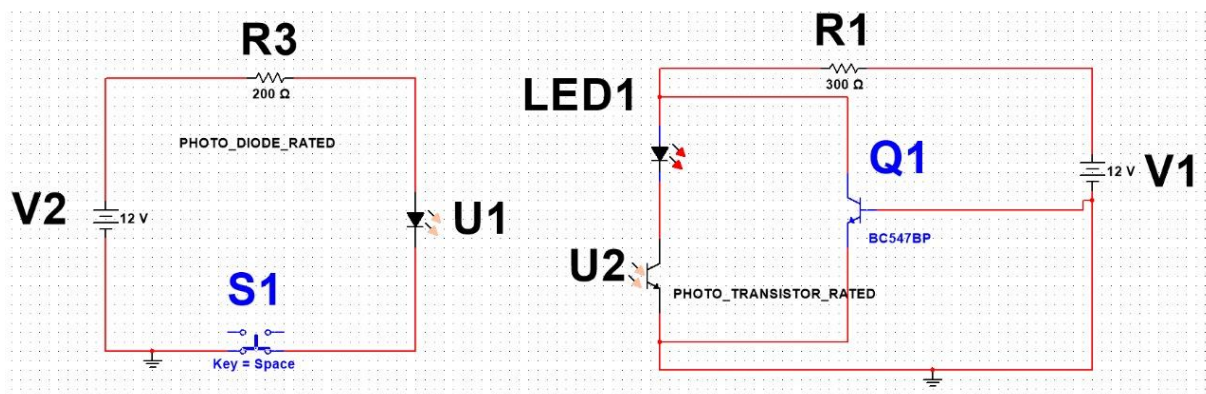 R3
200 Ω
PHOTO_DIODE_RATED
V2
12 V
U1
S1
Key = Space
R1
300 Ω
LED1
Q1
12 V
V1
BC547BP
U2
PHOTO_TRANSISTOR_RATED